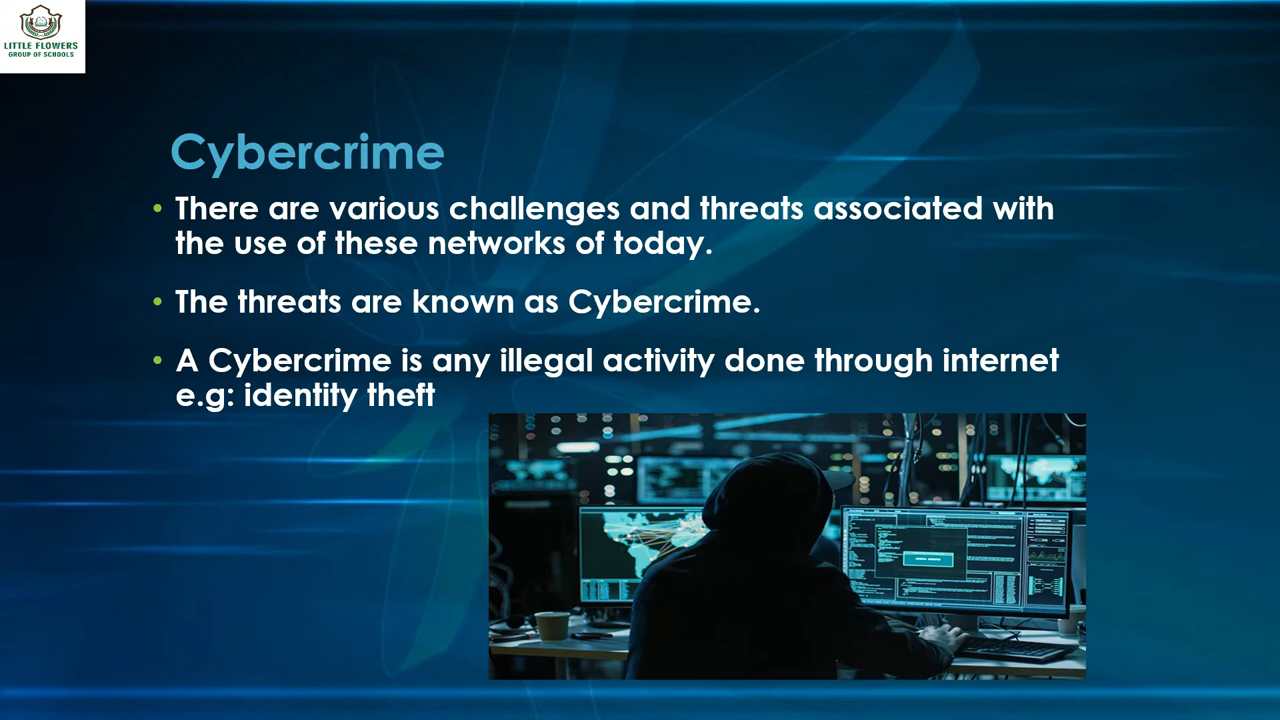 LITTLE FLOWERS
GROUP OF SCHOOLS
Cybercrime
• There are various challenges and threats associated with
the use of these networks of today.
• The threats are known as Cybercrime.
• A Cybercrime is any illegal activity done through internet
e.g: identity theft